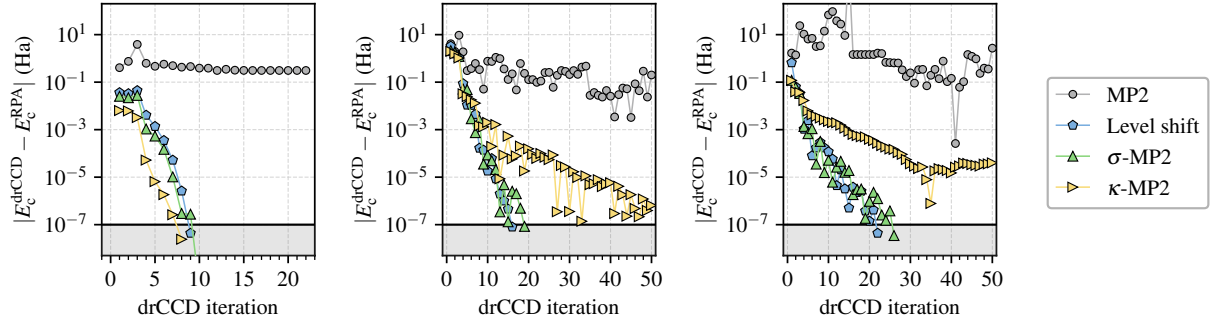 |E_c^drCCD − E_c^RPA| (Ha)
10^1
10^−1
10^−3
10^−5
10^−7
0 5 10 15 20
drCCD iteration
|E_c^drCCD − E_c^RPA| (Ha)
10^1
10^−1
10^−3
10^−5
10^−7
0 10 20 30 40 50
drCCD iteration
|E_c^drCCD − E_c^RPA| (Ha)
10^1
10^−1
10^−3
10^−5
10^−7
0 10 20 30 40 50
drCCD iteration
MP2
Level shift
σ-MP2
κ-MP2